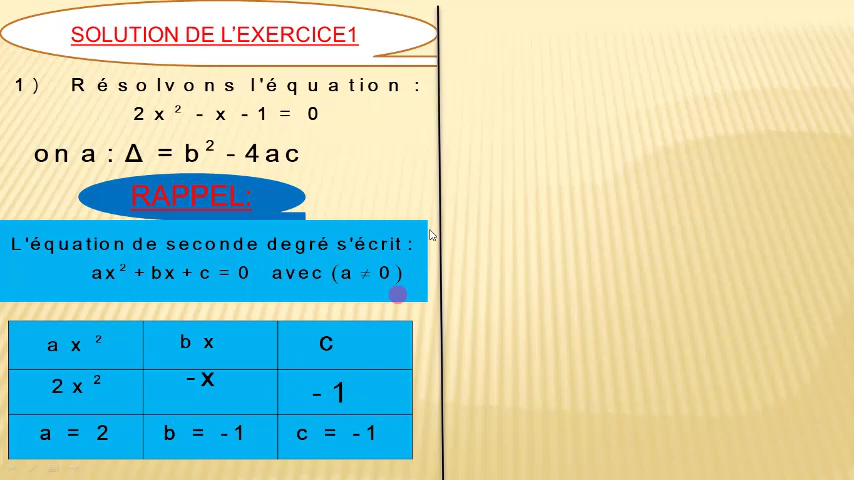 SOLUTION DE L'EXERCICE1
1) Résolvons l'équation :
2x² - x - 1 = 0
on a : Δ = b² - 4ac
RAPPEL:
L'équation de seconde degré s'écrit :
ax² + bx + c = 0 avec (a ≠ 0)
ax² bx c
2x² -x -1
a = 2 b = -1 c = -1